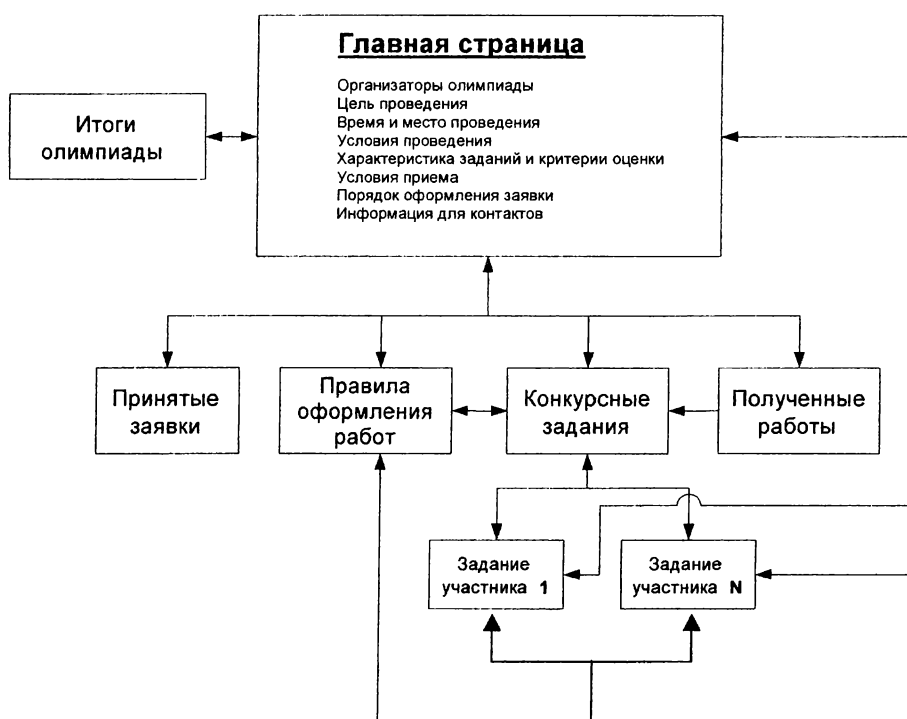 Главная страница
Организаторы олимпиады
Цель проведения
Время и место проведения
Условия проведения
Характеристика заданий и критерии оценки
Условия приема
Порядок оформления заявки
Информация для контактов
Итоги
олимпиады
Принятые
заявки
Правила
оформления
работ
Конкурсные
задания
Полученные
работы
Задание
участника 1
Задание
участника N